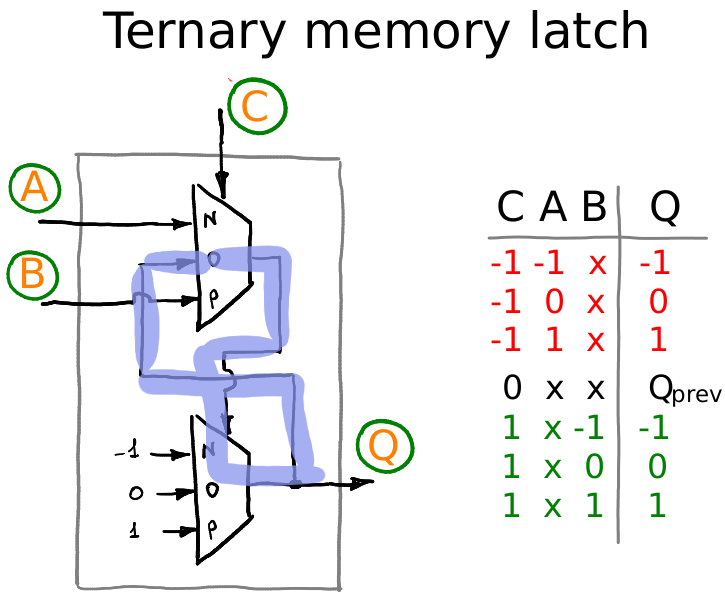 Ternary memory latch
C
A
N
O
B
P
-1
N
0
O
1
P
Q
C A B Q
-1 -1 x -1
-1 0 x 0
-1 1 x 1
0 x x Qprev
1 x -1 -1
1 x 0 0
1 x 1 1